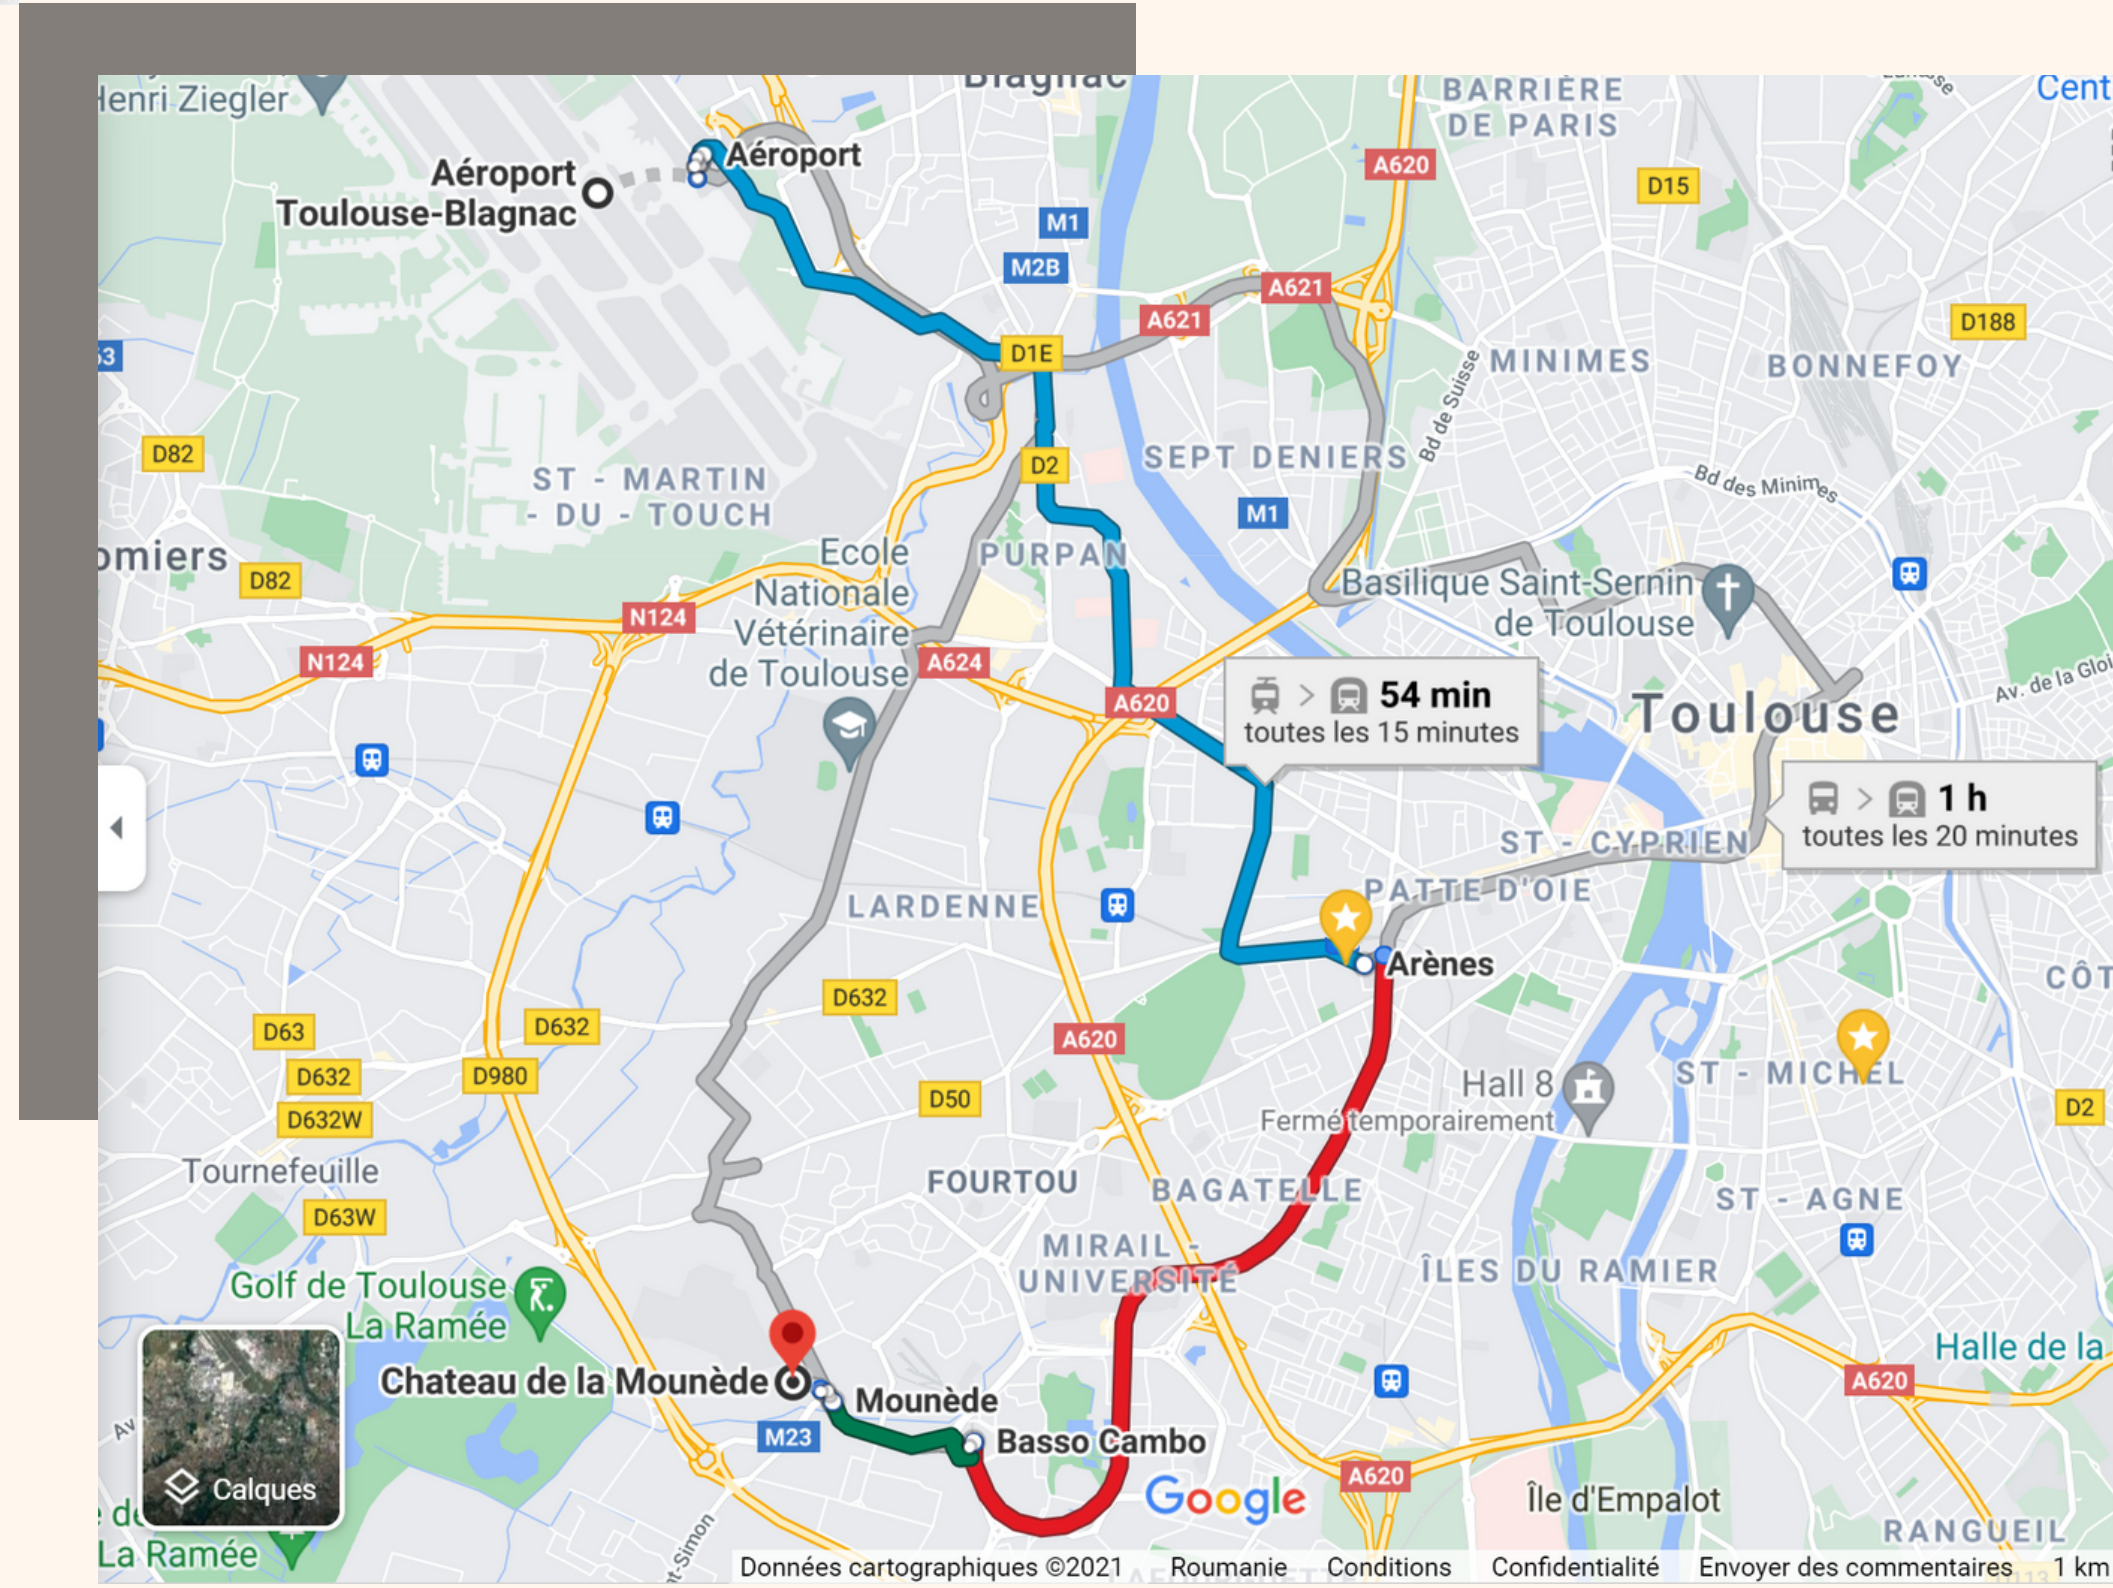 Blagnac
Henri Ziegler
Aéroport
Toulouse-Blagnac
Aéroport
BARRIÈRE
DE PARIS
Cent
A620
D15
M1
M2B
A621
A621
D188
D1E
63
MINIMES
BONNEFOY
Bd de Suisse
D82
D2
SEPT DENIERS
ST - MARTIN
- DU - TOUCH
Bd des Minimes
M1
omiers
D82
Ecole
Nationale
Vétérinaire
de Toulouse
PURPAN
Basilique Saint-Sernin
de Toulouse
N124
N124
A624
A620
54 min
toutes les 15 minutes
Toulouse
Av. de la Gloi
1 h
toutes les 20 minutes
ST - CYPRIEN
LARDENNE
PATTE D'OIE
Arènes
CÔT
D632
D63
D632
A620
D632
D980
D632W
D50
Hall 8
Fermé temporairement
ST - MICHEL
D2
Tournefeuille
D63W
FOURTOU
BAGATELLE
ST - AGNE
MIRAIL -
UNIVERSITÉ
ÎLES DU RAMIER
Golf de Toulouse
La Ramée
Halle de la
Chateau de la Mounède
Mounède
A620
M23
Basso Cambo
Av
A620
Calques
Google
Île d'Empalot
e de
La Ramée
t-Simon
RANGUEIL
Données cartographiques ©2021 Roumanie Conditions Confidentialité Envoyer des commentaires 1 km